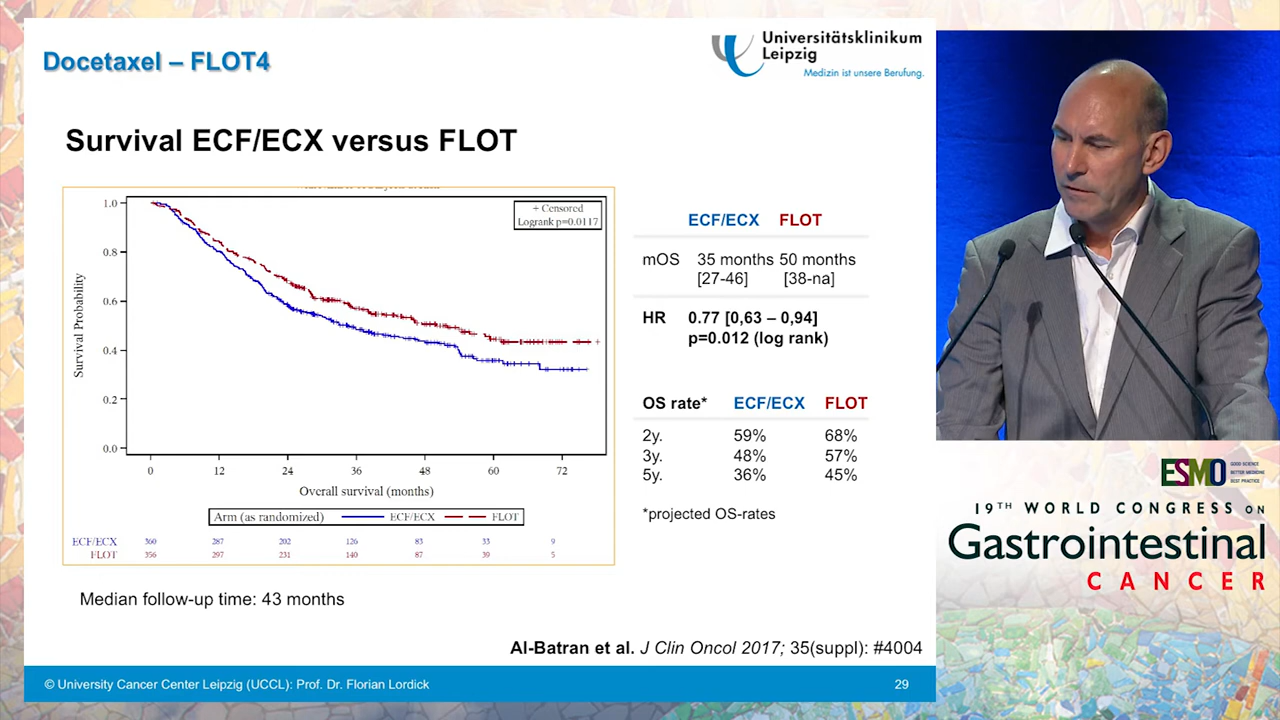 Docetaxel – FLOT4
Universitätsklinikum
Leipzig
Medizin ist unsere Berufung.
Survival ECF/ECX versus FLOT
+ Censored
Logrank p=0.0117
1.0
0.8
0.6
0.4
0.2
0.0
Survival Probability
0 12 24 36 48 60 72
Overall survival (months)
Arm (as randomized) ECF/ECX FLOT
ECF/ECX 360 287 202 126 83 33 9
FLOT 356 297 231 140 87 39 5
Median follow-up time: 43 months
ECF/ECX FLOT
mOS 35 months 50 months
[27-46] [38-na]
HR 0.77 [0,63 – 0,94]
p=0.012 (log rank)
OS rate* ECF/ECX FLOT
2y. 59% 68%
3y. 48% 57%
5y. 36% 45%
*projected OS-rates
Al-Batran et al. J Clin Oncol 2017; 35(suppl): #4004
© University Cancer Center Leipzig (UCCL): Prof. Dr. Florian Lordick
29
ESMO
GOOD SCIENCE
BETTER MEDICINE
BEST PRACTICE
19TH WORLD CONGRESS ON
Gastrointestinal
CANCER